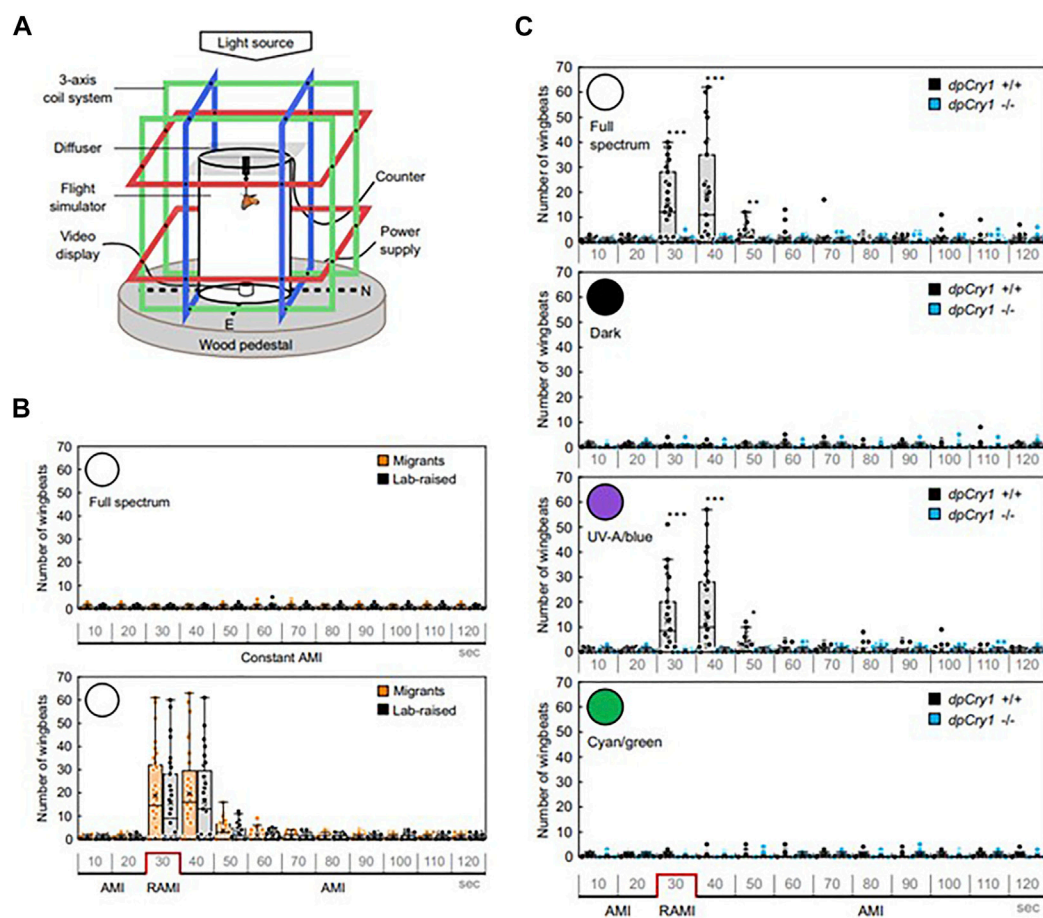 A
Light source
3-axis
coil system
Diffuser
Flight
simulator
Video
display
Counter
Power
supply
N
E
Wood pedestal
B
70
60
50
40
30
20
10
0
Number of wingbeats
Full spectrum
Migrants
Lab-raised
10 20 30 40 50 60 70 80 90 100 110 120
sec
Constant AMI
70
60
50
40
30
20
10
0
Number of wingbeats
Migrants
Lab-raised
10 20 30 40 50 60 70 80 90 100 110 120
AMI RAMI AMI sec
C
70
60
50
40
30
20
10
0
Number of wingbeats
Full
spectrum
***
***
**
dpCry1 +/+
dpCry1 -/-
10 20 30 40 50 60 70 80 90 100 110 120
70
60
50
40
30
20
10
0
Number of wingbeats
Dark
dpCry1 +/+
dpCry1 -/-
10 20 30 40 50 60 70 80 90 100 110 120
70
60
50
40
30
20
10
0
Number of wingbeats
UV-A/blue
***
***
*
dpCry1 +/+
dpCry1 -/-
10 20 30 40 50 60 70 80 90 100 110 120
70
60
50
40
30
20
10
0
Number of wingbeats
Cyan/green
dpCry1 +/+
dpCry1 -/-
10 20 30 40 50 60 70 80 90 100 110 120
AMI RAMI AMI sec